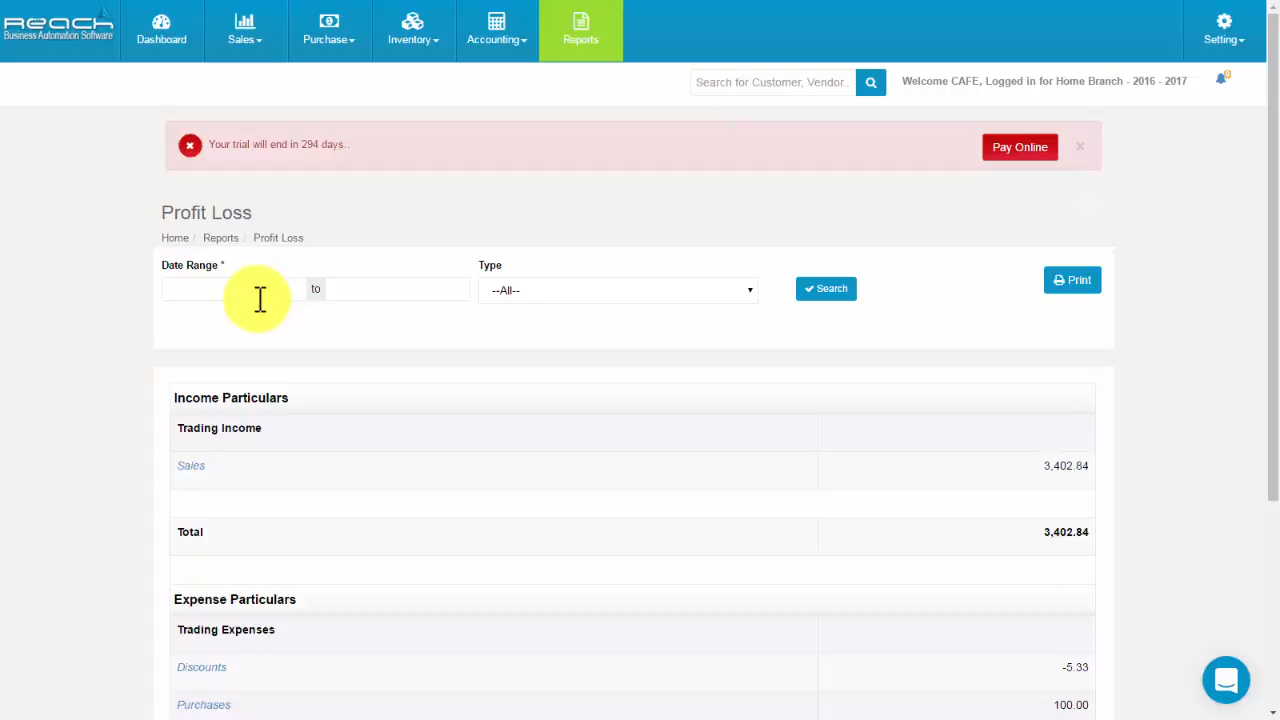 REACH
Business Automation Software
Dashboard
Sales
Purchase
Inventory
Accounting
Reports
Setting
Search for Customer, Vendor..
Welcome CAFE, Logged in for Home Branch - 2016 - 2017
0
Your trial will end in 294 days..
Pay Online
×
Profit Loss
Home / Reports / Profit Loss
Date Range *
Type
to
--All--
Search
Print
Income Particulars
Trading Income
Sales 3,402.84
Total 3,402.84
Expense Particulars
Trading Expenses
Discounts -5.33
Purchases 100.00